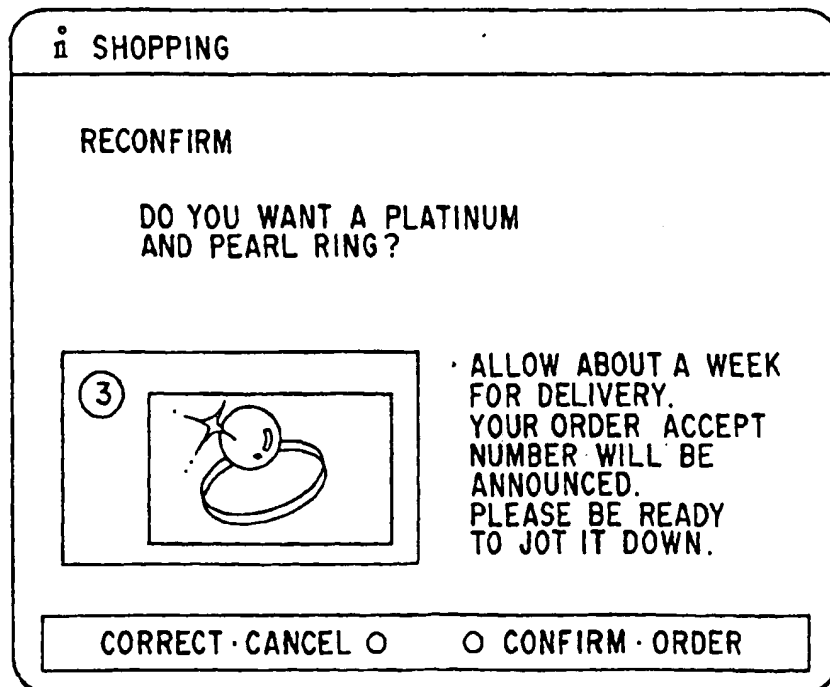 i SHOPPING
RECONFIRM
DO YOU WANT A PLATINUM
AND PEARL RING?
3
ALLOW ABOUT A WEEK
FOR DELIVERY.
YOUR ORDER ACCEPT
NUMBER WILL BE
ANNOUNCED.
PLEASE BE READY
TO JOT IT DOWN.
CORRECT · CANCEL O O CONFIRM · ORDER